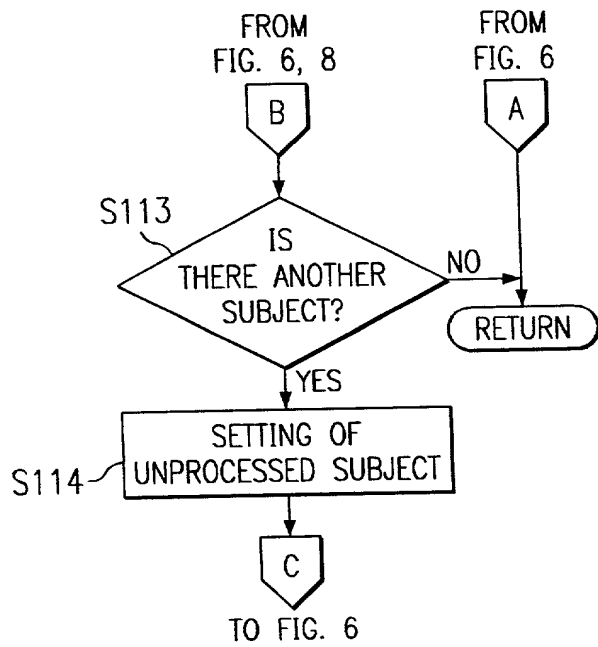 FROM
FIG. 6, 8
B
FROM
FIG. 6
A
S113
IS
THERE ANOTHER
SUBJECT?
NO
RETURN
YES
SETTING OF
UNPROCESSED SUBJECT
S114
C
TO FIG. 6